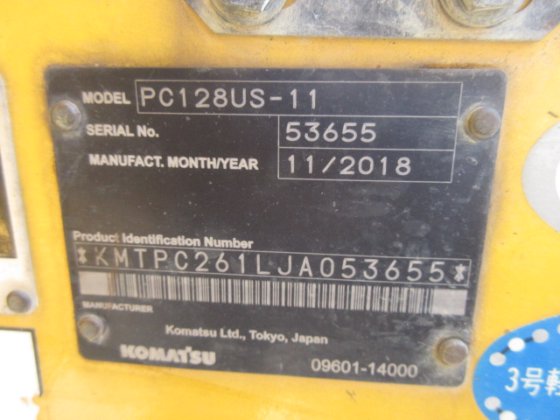 MODEL PC128US-11
SERIAL No. 53655
MANUFACT. MONTH/YEAR 11/2018
Product Identification Number
*KMTPC261LJA053655*
MANUFACTURER
Komatsu Ltd., Tokyo, Japan
KOMATSU 09601-14000
3号軽